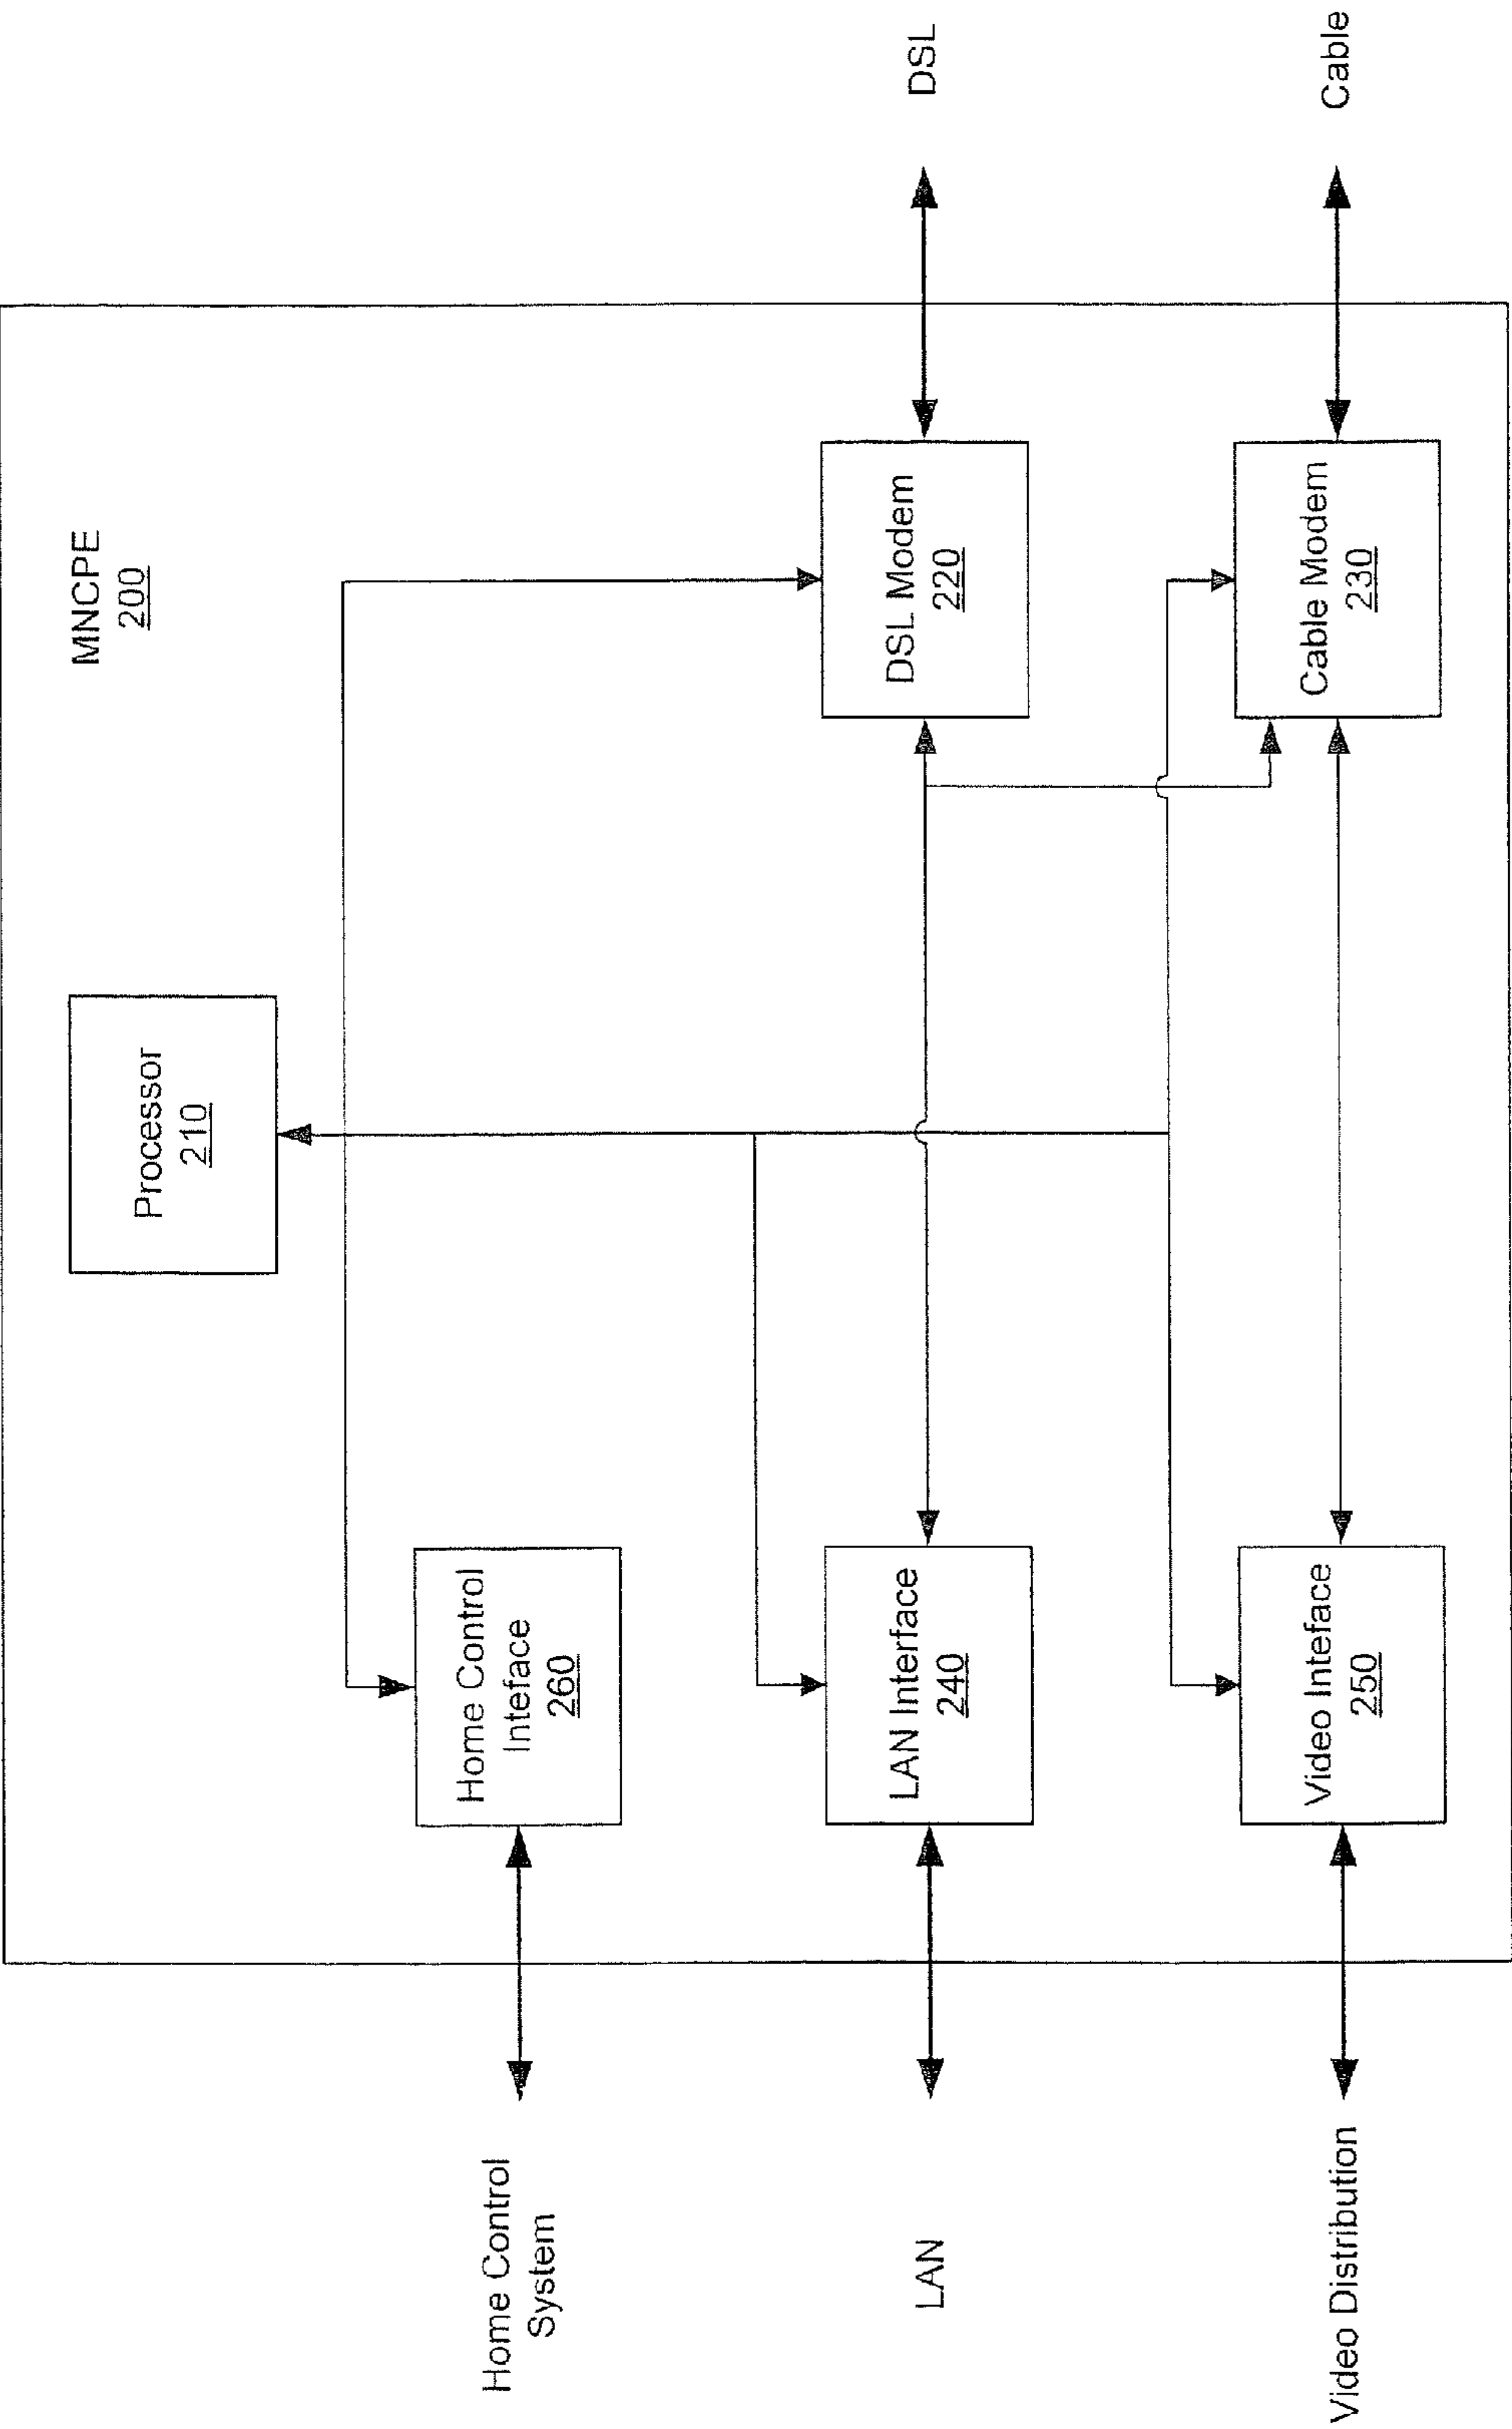 MNCPE
200
Processor
210
Home Control
System
Home Control
Inteface
260
LAN
LAN Interface
240
DSL Modem
220
DSL
Video Distribution
Video Inteface
250
Cable Modem
230
Cable